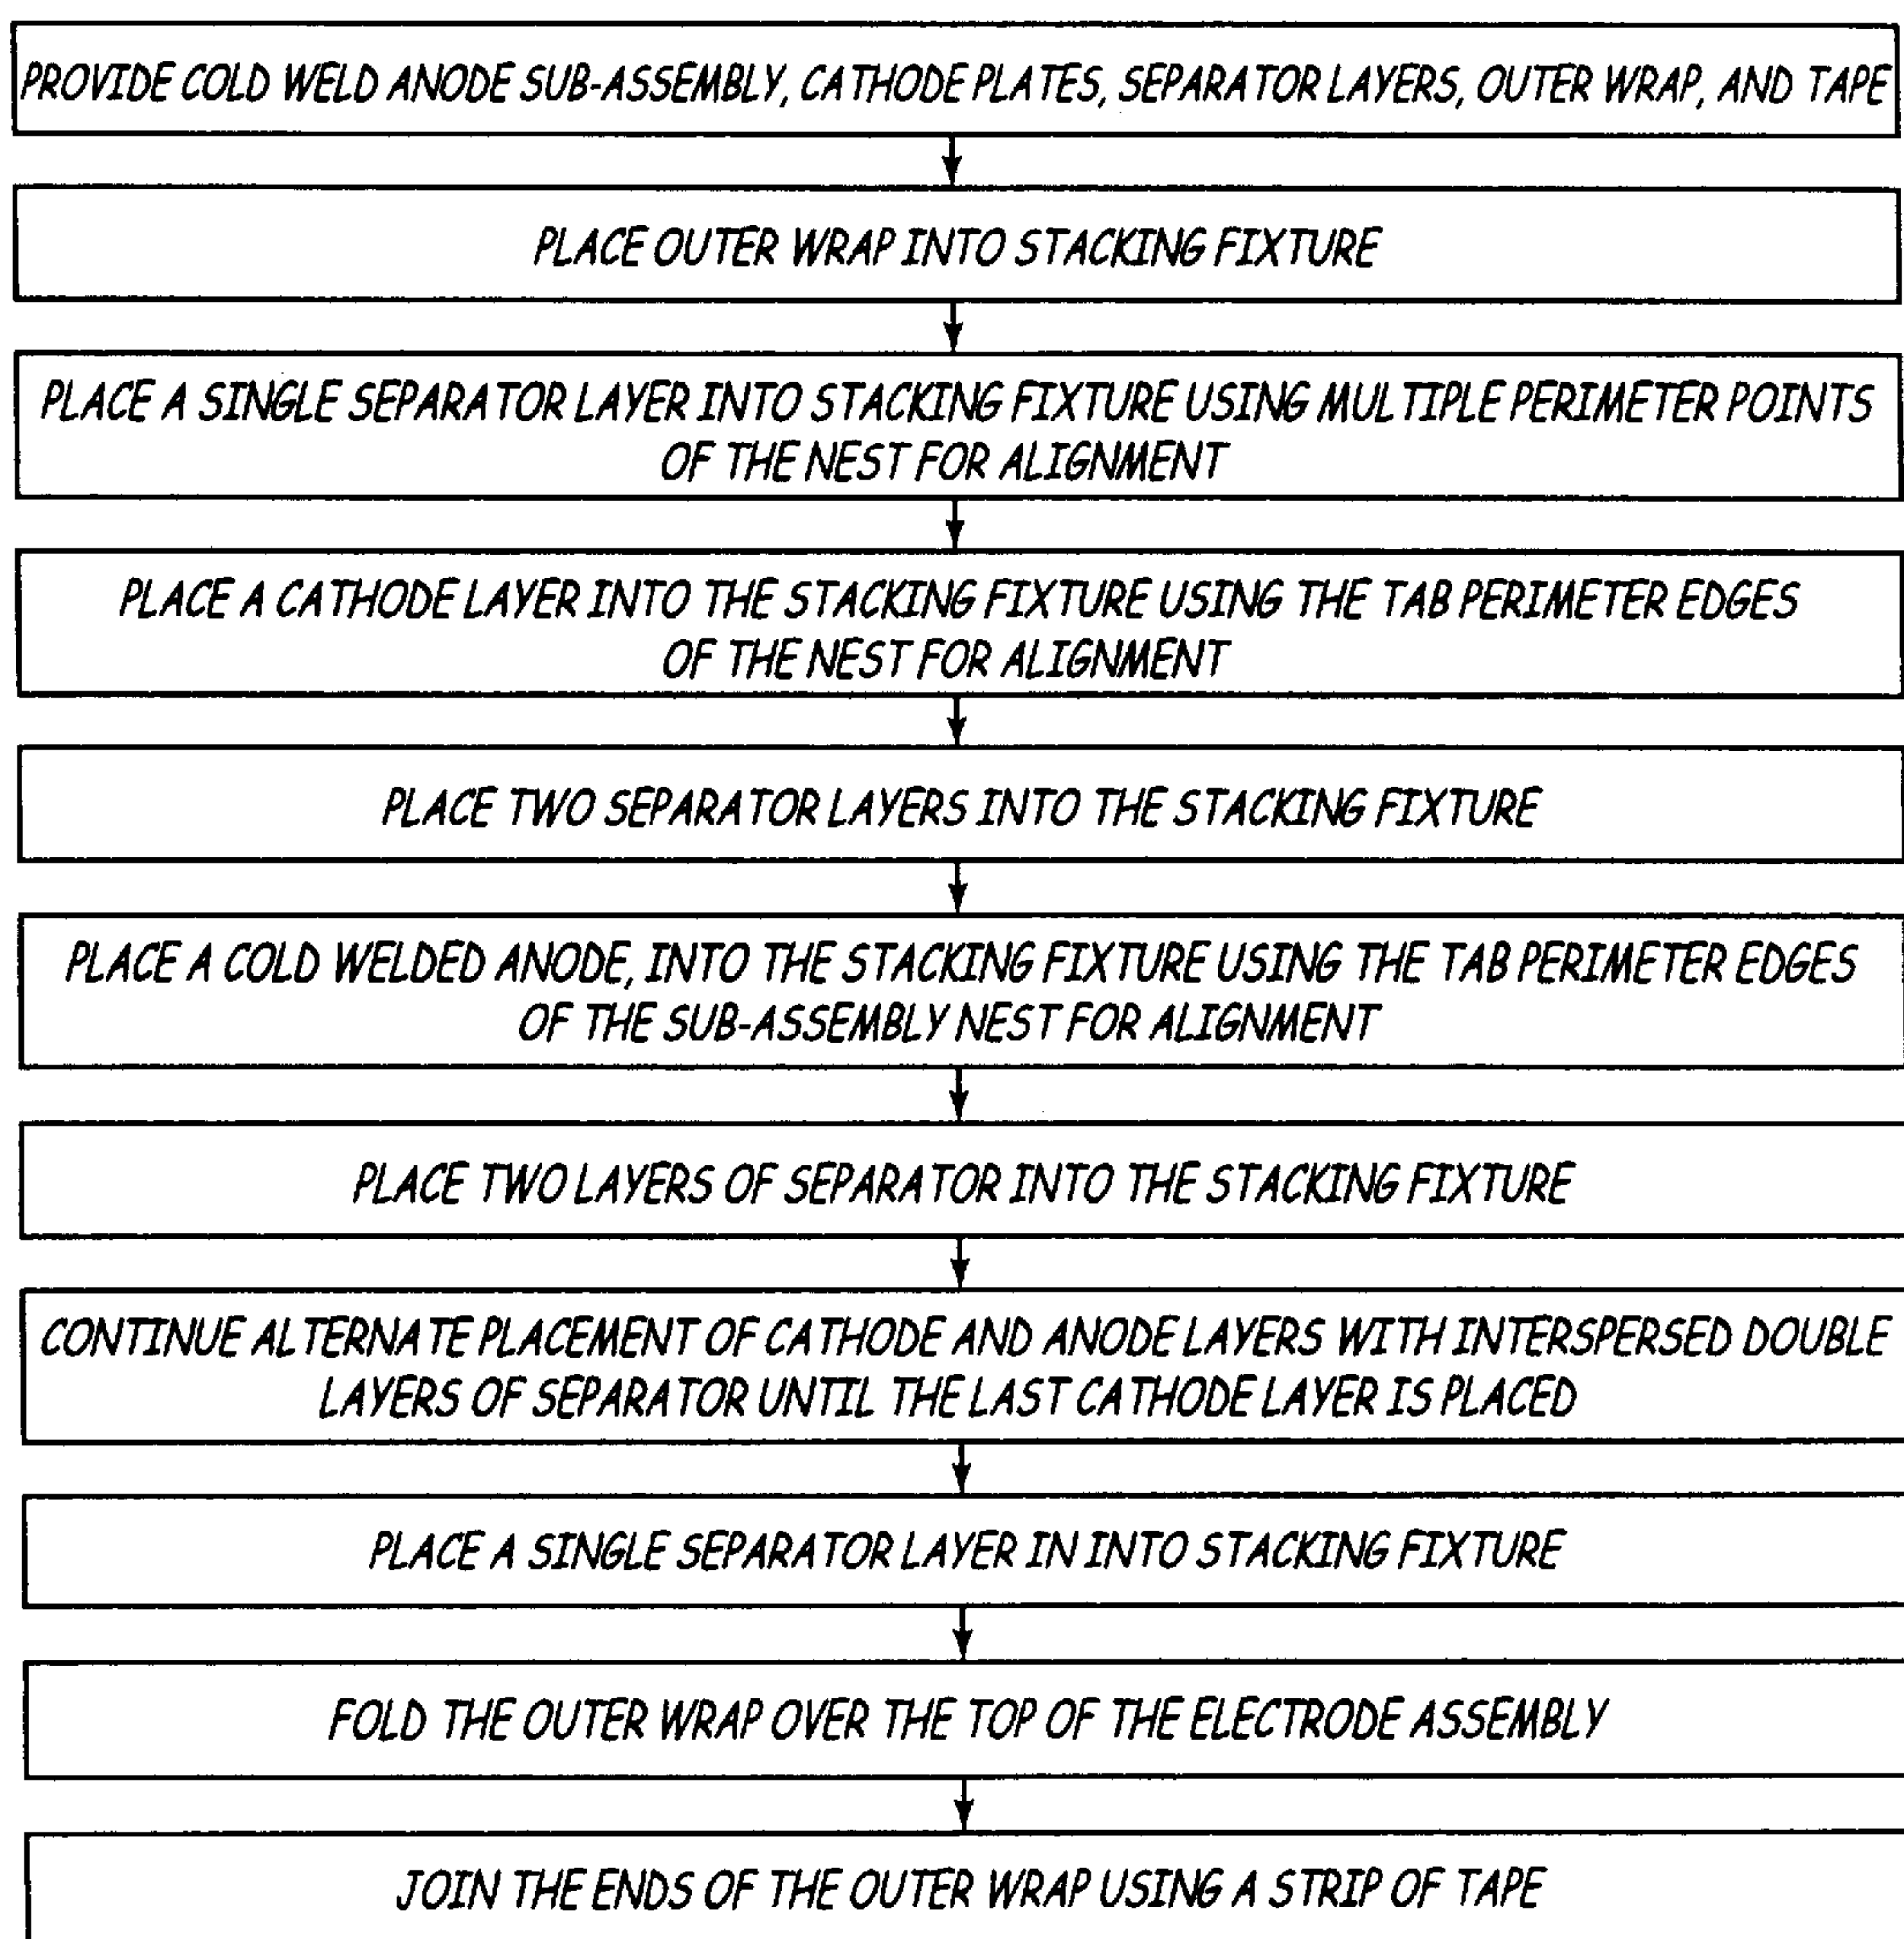 PROVIDE COLD WELD ANODE SUB-ASSEMBLY, CATHODE PLATES, SEPARATOR LAYERS, OUTER WRAP, AND TAPE
PLACE OUTER WRAP INTO STACKING FIXTURE
PLACE A SINGLE SEPARATOR LAYER INTO STACKING FIXTURE USING MULTIPLE PERIMETER POINTS
OF THE NEST FOR ALIGNMENT
PLACE A CATHODE LAYER INTO THE STACKING FIXTURE USING THE TAB PERIMETER EDGES
OF THE NEST FOR ALIGNMENT
PLACE TWO SEPARATOR LAYERS INTO THE STACKING FIXTURE
PLACE A COLD WELDED ANODE, INTO THE STACKING FIXTURE USING THE TAB PERIMETER EDGES
OF THE SUB-ASSEMBLY NEST FOR ALIGNMENT
PLACE TWO LAYERS OF SEPARATOR INTO THE STACKING FIXTURE
CONTINUE ALTERNATE PLACEMENT OF CATHODE AND ANODE LAYERS WITH INTERSPERSED DOUBLE
LAYERS OF SEPARATOR UNTIL THE LAST CATHODE LAYER IS PLACED
PLACE A SINGLE SEPARATOR LAYER IN INTO STACKING FIXTURE
FOLD THE OUTER WRAP OVER THE TOP OF THE ELECTRODE ASSEMBLY
JOIN THE ENDS OF THE OUTER WRAP USING A STRIP OF TAPE